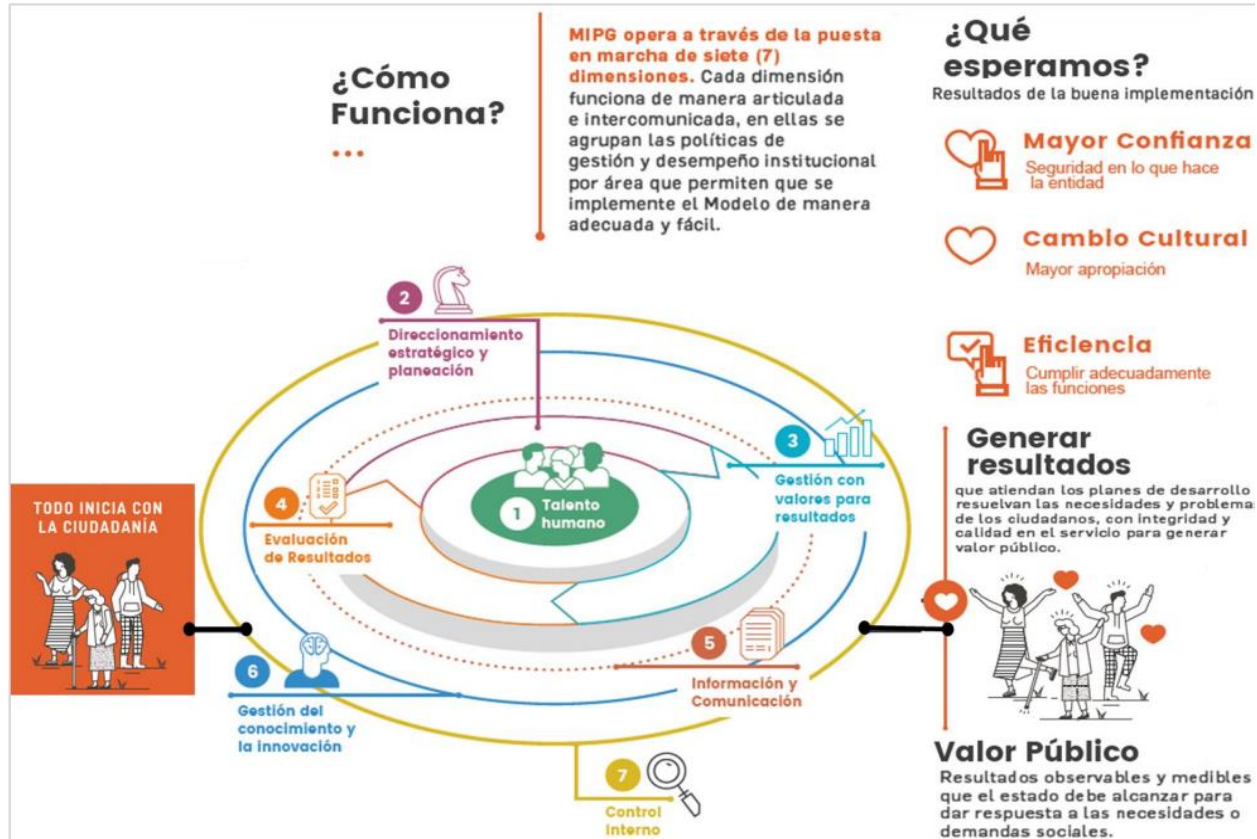 ¿Cómo
Funciona?
MIPG opera a través de la puesta
en marcha de siete (7)
dimensiones. Cada dimensión
funciona de manera articulada
e intercomunicada, en ellas se
agrupan las políticas de
gestión y desempeño institucional
por área que permiten que se
implemente el Modelo de manera
adecuada y fácil.
¿Qué
esperamos?
Resultados de la buena implementación
Mayor Confianza
Seguridad en lo que hace
la entidad
Cambio Cultural
Mayor apropiación
Eficiencia
Cumplir adecuadamente
las funciones
2
Direccionamiento
estratégico y
planeación
3
Gestión con
valores para
resultados
1 Talento
humano
4
Evaluación
de Resultados
TODO INICIA CON
LA CIUDADANÍA
5
Información y
Comunicación
6
Gestión del
conocimiento y
la innovación
7
Control
Interno
Generar
resultados
que atiendan los planes de desarrollo
resuelvan las necesidades y problemas
de los ciudadanos, con integridad y
calidad en el servicio para generar
valor público.
Valor Público
Resultados observables y medibles
que el estado debe alcanzar para
dar respuesta a las necesidades o
demandas sociales.